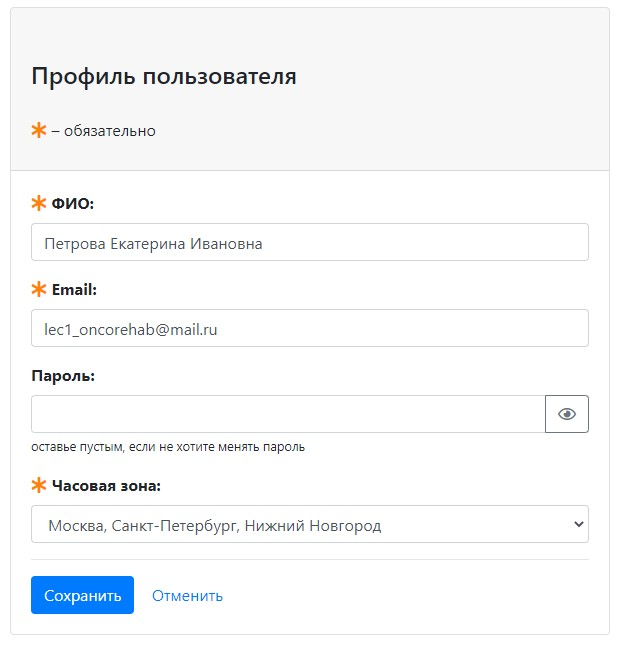 Профиль пользователя
– обязательно
ФИО:
Петрова Екатерина Ивановна
Email:
lec1_oncorehab@mail.ru
Пароль:
оставье пустым, если не хотите менять пароль
Часовая зона:
Москва, Санкт-Петербург, Нижний Новгород
Сохранить Отменить